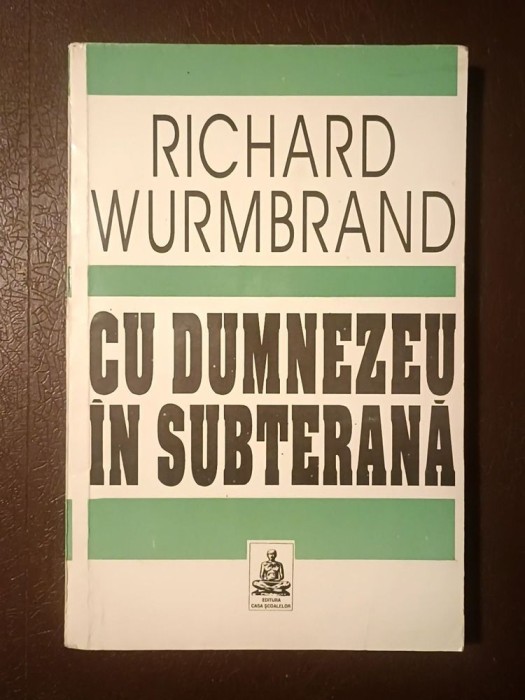 RICHARD
WURMBRAND
CU DUMNEZEU
ÎN SUBTERANĂ
EDITURA
CASA ŞCOALELOR